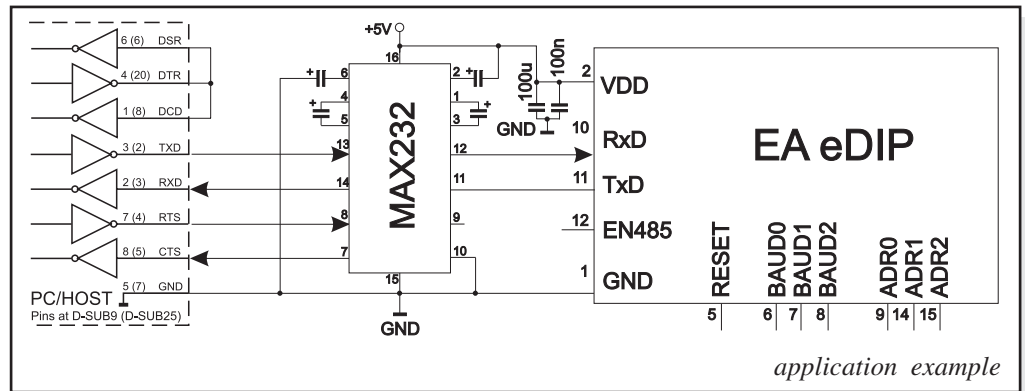 6 (6) DSR
4 (20) DTR
1 (8) DCD
3 (2) TXD
2 (3) RXD
7 (4) RTS
8 (5) CTS
5 (7) GND
PC/HOST
Pins at D-SUB9 (D-SUB25)
+5V
16
+ 6
+ 4
5
13
14
8
7
MAX232
2 +
1 +
3
12
11
9
10
15
GND
100u
100n
GND
2 VDD
10 RxD
11 TxD
12 EN485
1 GND
EA eDIP
RESET
BAUD0
BAUD1
BAUD2
ADR0
ADR1
ADR2
5 6 7 8 9 14 15
application example